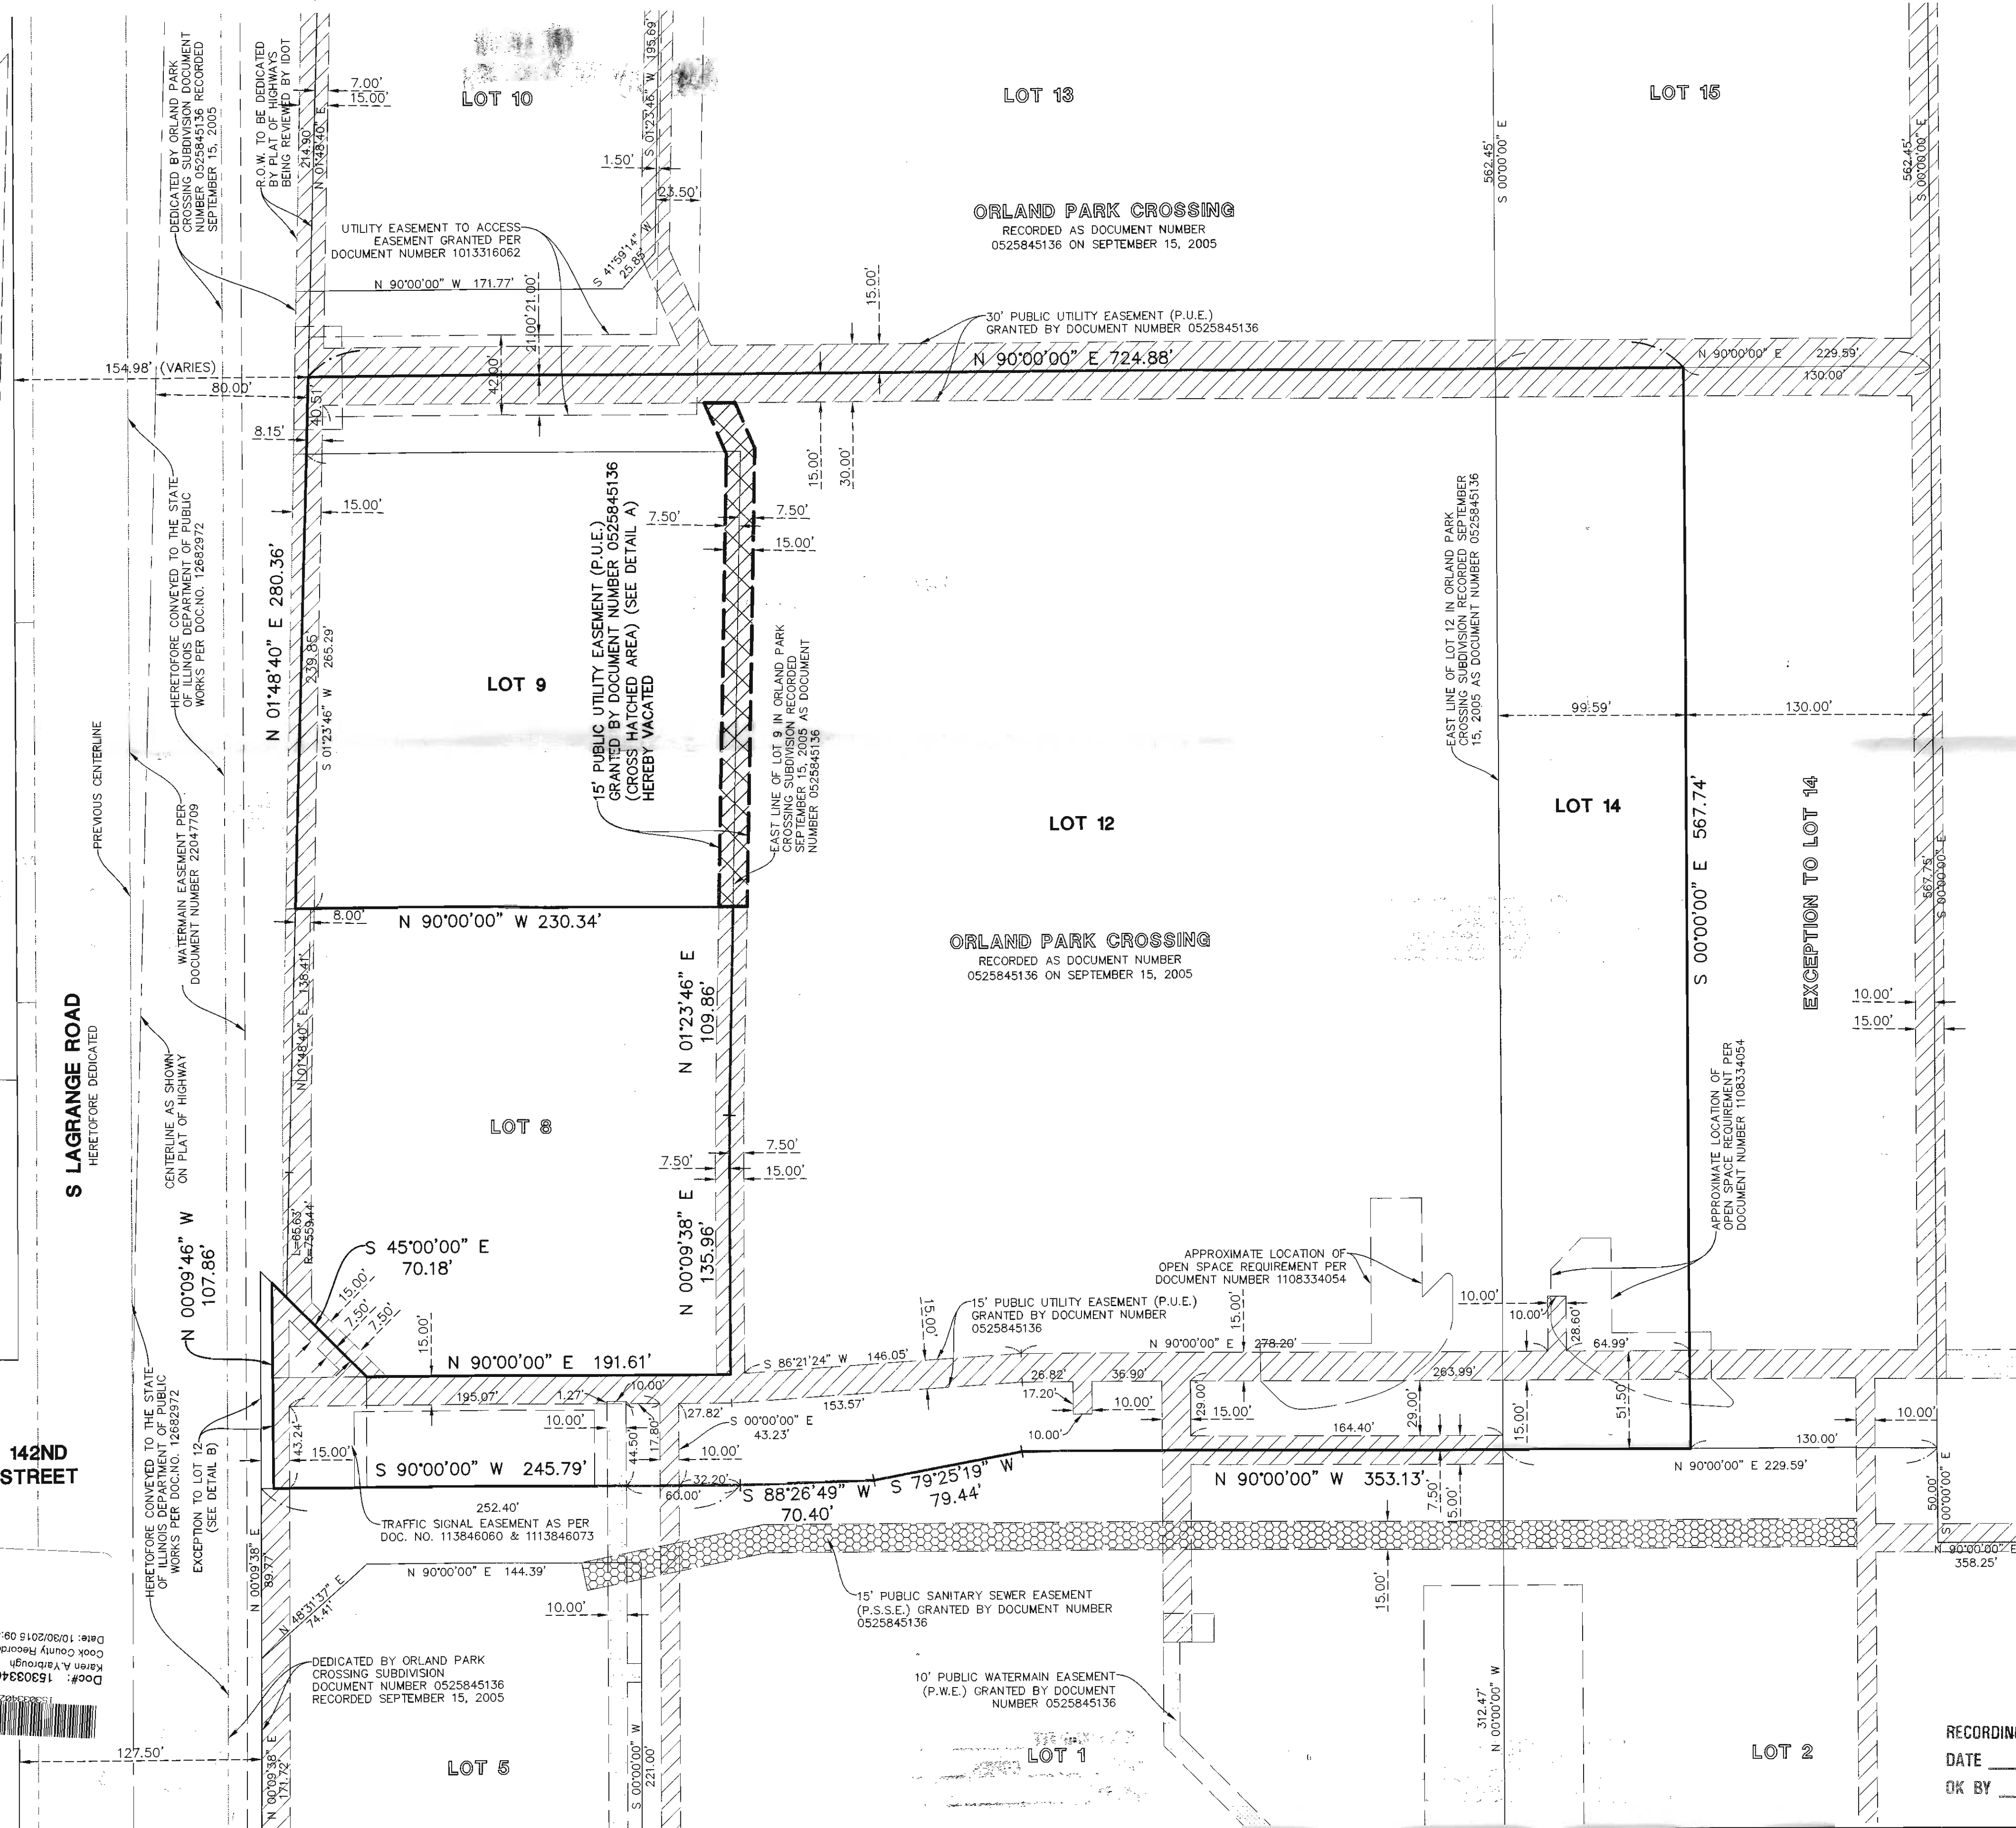 DEDICATED BY ORLAND PARK
CROSSING SUBDIVISION DOCUMENT
NUMBER 0525845136 RECORDED
SEPTEMBER 15, 2005
R.O.W. TO BE DEDICATED
BY PLAT OF HIGHWAYS
BEING REVIEWED BY IDOT
214.90'
N 01°48'40" E
7.00'
15.00'
LOT 10
S 01°23'46" W 195.69'
1.50'
23.50'
LOT 13
LOT 15
562.45'
S 00°00'00" E
562.45'
S 00°00'00" E
ORLAND PARK CROSSING
RECORDED AS DOCUMENT NUMBER
0525845136 ON SEPTEMBER 15, 2005
UTILITY EASEMENT TO ACCESS
EASEMENT GRANTED PER
DOCUMENT NUMBER 1013316062
N 90°00'00" W 171.77'
S 41°59'14" W
25.85'
21.00'
21.00'
42.00'
15.00'
30' PUBLIC UTILITY EASEMENT (P.U.E.)
GRANTED BY DOCUMENT NUMBER 0525845136
N 90°00'00" E 724.88'
N 90°00'00" E 229.59'
130.00'
154.98' (VARIES)
80.00'
40.51'
8.15'
15.00'
15.00'
30.00'
HERETOFORE CONVEYED TO THE STATE
OF ILLINOIS DEPARTMENT OF PUBLIC
WORKS PER DOC.NO. 12682972
N 01°48'40" E 280.36'
239.85'
S 01°23'46" W 265.29'
LOT 9
15' PUBLIC UTILITY EASEMENT (P.U.E.)
GRANTED BY DOCUMENT NUMBER 0525845136
(CROSS HATCHED AREA) (SEE DETAIL A)
HEREBY VACATED
7.50'
7.50'
15.00'
EAST LINE OF LOT 9 IN ORLAND PARK
CROSSING SUBDIVISION RECORDED
SEPTEMBER 15, 2005 AS DOCUMENT
NUMBER 0525845136
EAST LINE OF LOT 12 IN ORLAND PARK
CROSSING SUBDIVISION RECORDED SEPTEMBER
15, 2005 AS DOCUMENT NUMBER 0525845136
99.59'
130.00'
LOT 12
LOT 14
S 00°00'00" E 567.74'
EXCEPTION TO LOT 14
567.75'
S 00°00'00" E
PREVIOUS CENTERLINE
WATERMAIN EASEMENT PER
DOCUMENT NUMBER 22047709
8.00'
N 90°00'00" W 230.34'
ORLAND PARK CROSSING
RECORDED AS DOCUMENT NUMBER
0525845136 ON SEPTEMBER 15, 2005
N 01°23'46" E
109.86'
10.00'
15.00'
S LAGRANGE ROAD
HERETOFORE DEDICATED
CENTERLINE AS SHOWN
ON PLAT OF HIGHWAY
N 01°48'40" E 138.41'
LOT 8
7.50'
7.50'
15.00'
N 00°09'38" E
135.96'
APPROXIMATE LOCATION OF
OPEN SPACE REQUIREMENT PER
DOCUMENT NUMBER 1108334054
N 00°09'46" W
107.86'
L=65.63'
R=7559.44'
S 45°00'00" E
70.18'
15.00'
7.50'
7.50'
15.00'
APPROXIMATE LOCATION OF
OPEN SPACE REQUIREMENT PER
DOCUMENT NUMBER 1108334054
15' PUBLIC UTILITY EASEMENT (P.U.E.)
GRANTED BY DOCUMENT NUMBER
0525845136
15.00'
15.00'
10.00'
10.00'
28.60'
N 90°00'00" E 191.61'
S 86°21'24" W 146.05'
N 90°00'00" E 278.20'
64.99'
195.07'
1.27'
10.00'
27.82'
153.57'
26.82'
36.90'
263.99'
17.20'
10.00'
10.00'
S 00°00'00" E
43.23'
43.24'
15.00'
10.00'
44.50'
17.80'
10.00'
29.00'
15.00'
29.00'
164.40'
15.00'
51.50'
10.00'
130.00'
142ND
STREET
HERETOFORE CONVEYED TO THE STATE
OF ILLINOIS DEPARTMENT OF PUBLIC
WORKS PER DOC.NO. 12682972
EXCEPTION TO LOT 12
(SEE DETAIL B)
S 90°00'00" W 245.79'
32.20'
60.00'
S 88°26'49" W
70.40'
S 79°25'19" W
79.44'
N 90°00'00" W 353.13'
7.50'
15.00'
N 90°00'00" E 229.59'
50.00'
S 00°00'00" E
252.40'
TRAFFIC SIGNAL EASEMENT AS PER
DOC. NO. 113846060 & 1113846073
N 00°09'38" E
89.77'
N 48°31'37" E
74.41'
N 90°00'00" E 144.39'
10.00'
15' PUBLIC SANITARY SEWER EASEMENT
(P.S.S.E.) GRANTED BY DOCUMENT NUMBER
0525845136
15.00'
N 90°00'00" E
358.25'
Date: 10/30/2015 09:
Cook County Recorde
Karen A.Yarbrough
Doc#: 15303340
DEDICATED BY ORLAND PARK
CROSSING SUBDIVISION
DOCUMENT NUMBER 0525845136
RECORDED SEPTEMBER 15, 2005
10' PUBLIC WATERMAIN EASEMENT
(P.W.E.) GRANTED BY DOCUMENT
NUMBER 0525845136
127.50'
N 00°09'38" E
171.72'
LOT 5
S 00°00'00" W
221.00'
LOT 1
312.47'
N 00°00'00" W
LOT 2
RECORDIN
DATE
OK BY